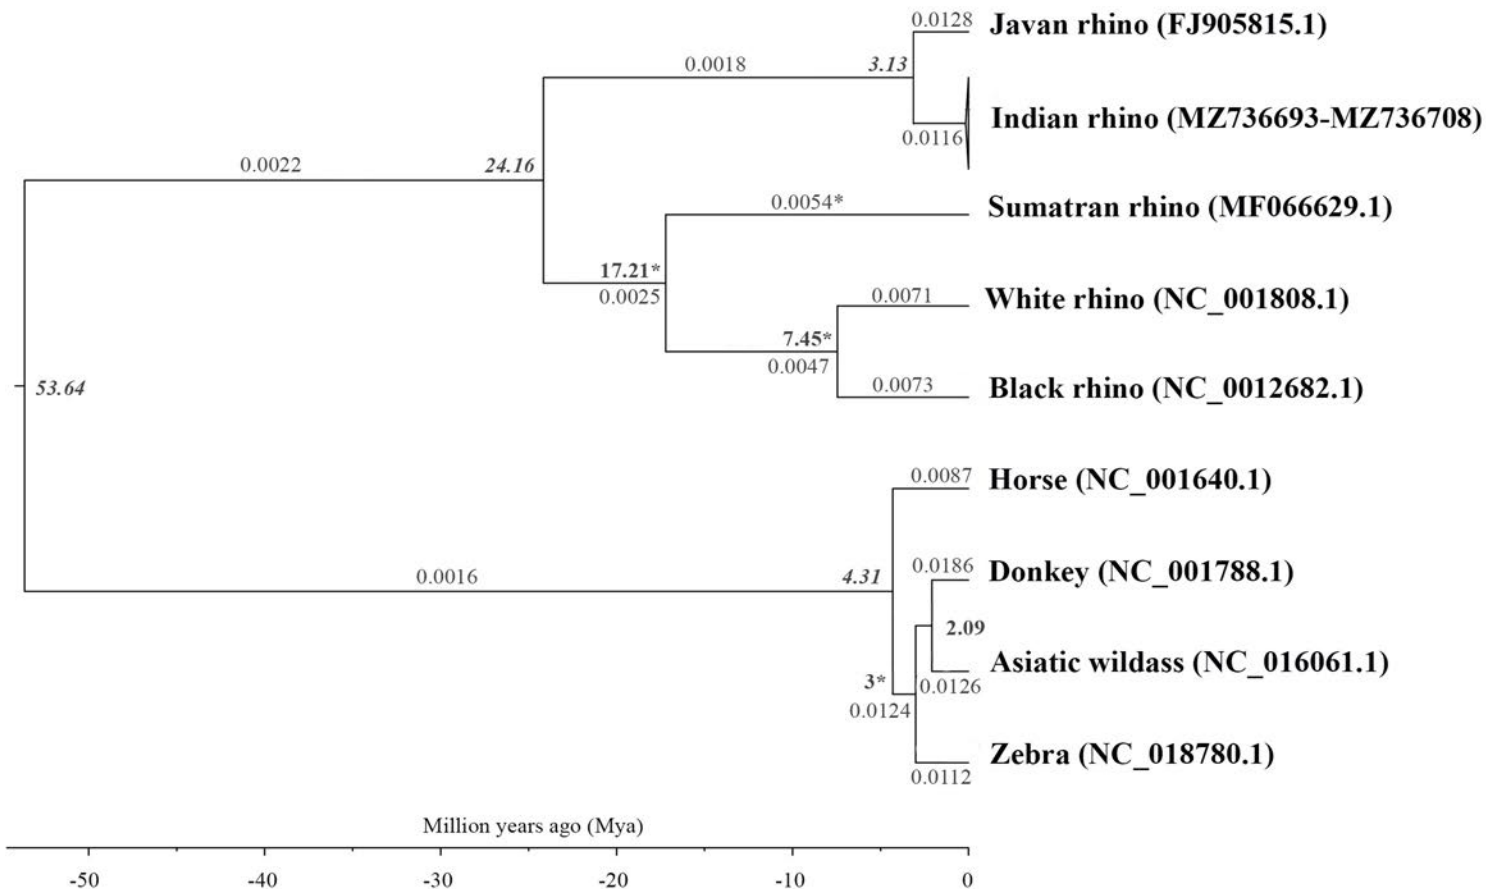 0.0128
Javan rhino (FJ905815.1)
0.0018
3.13
0.0116
Indian rhino (MZ736693-MZ736708)
0.0022
24.16
0.0054*
Sumatran rhino (MF066629.1)
17.21*
0.0025
0.0071
White rhino (NC_001808.1)
7.45*
0.0047
0.0073
Black rhino (NC_0012682.1)
53.64
0.0087
Horse (NC_001640.1)
0.0016
4.31
0.0186
Donkey (NC_001788.1)
2.09
Asiatic wildass (NC_016061.1)
3*
0.0126
0.0124
Zebra (NC_018780.1)
0.0112
Million years ago (Mya)
-50 -40 -30 -20 -10 0